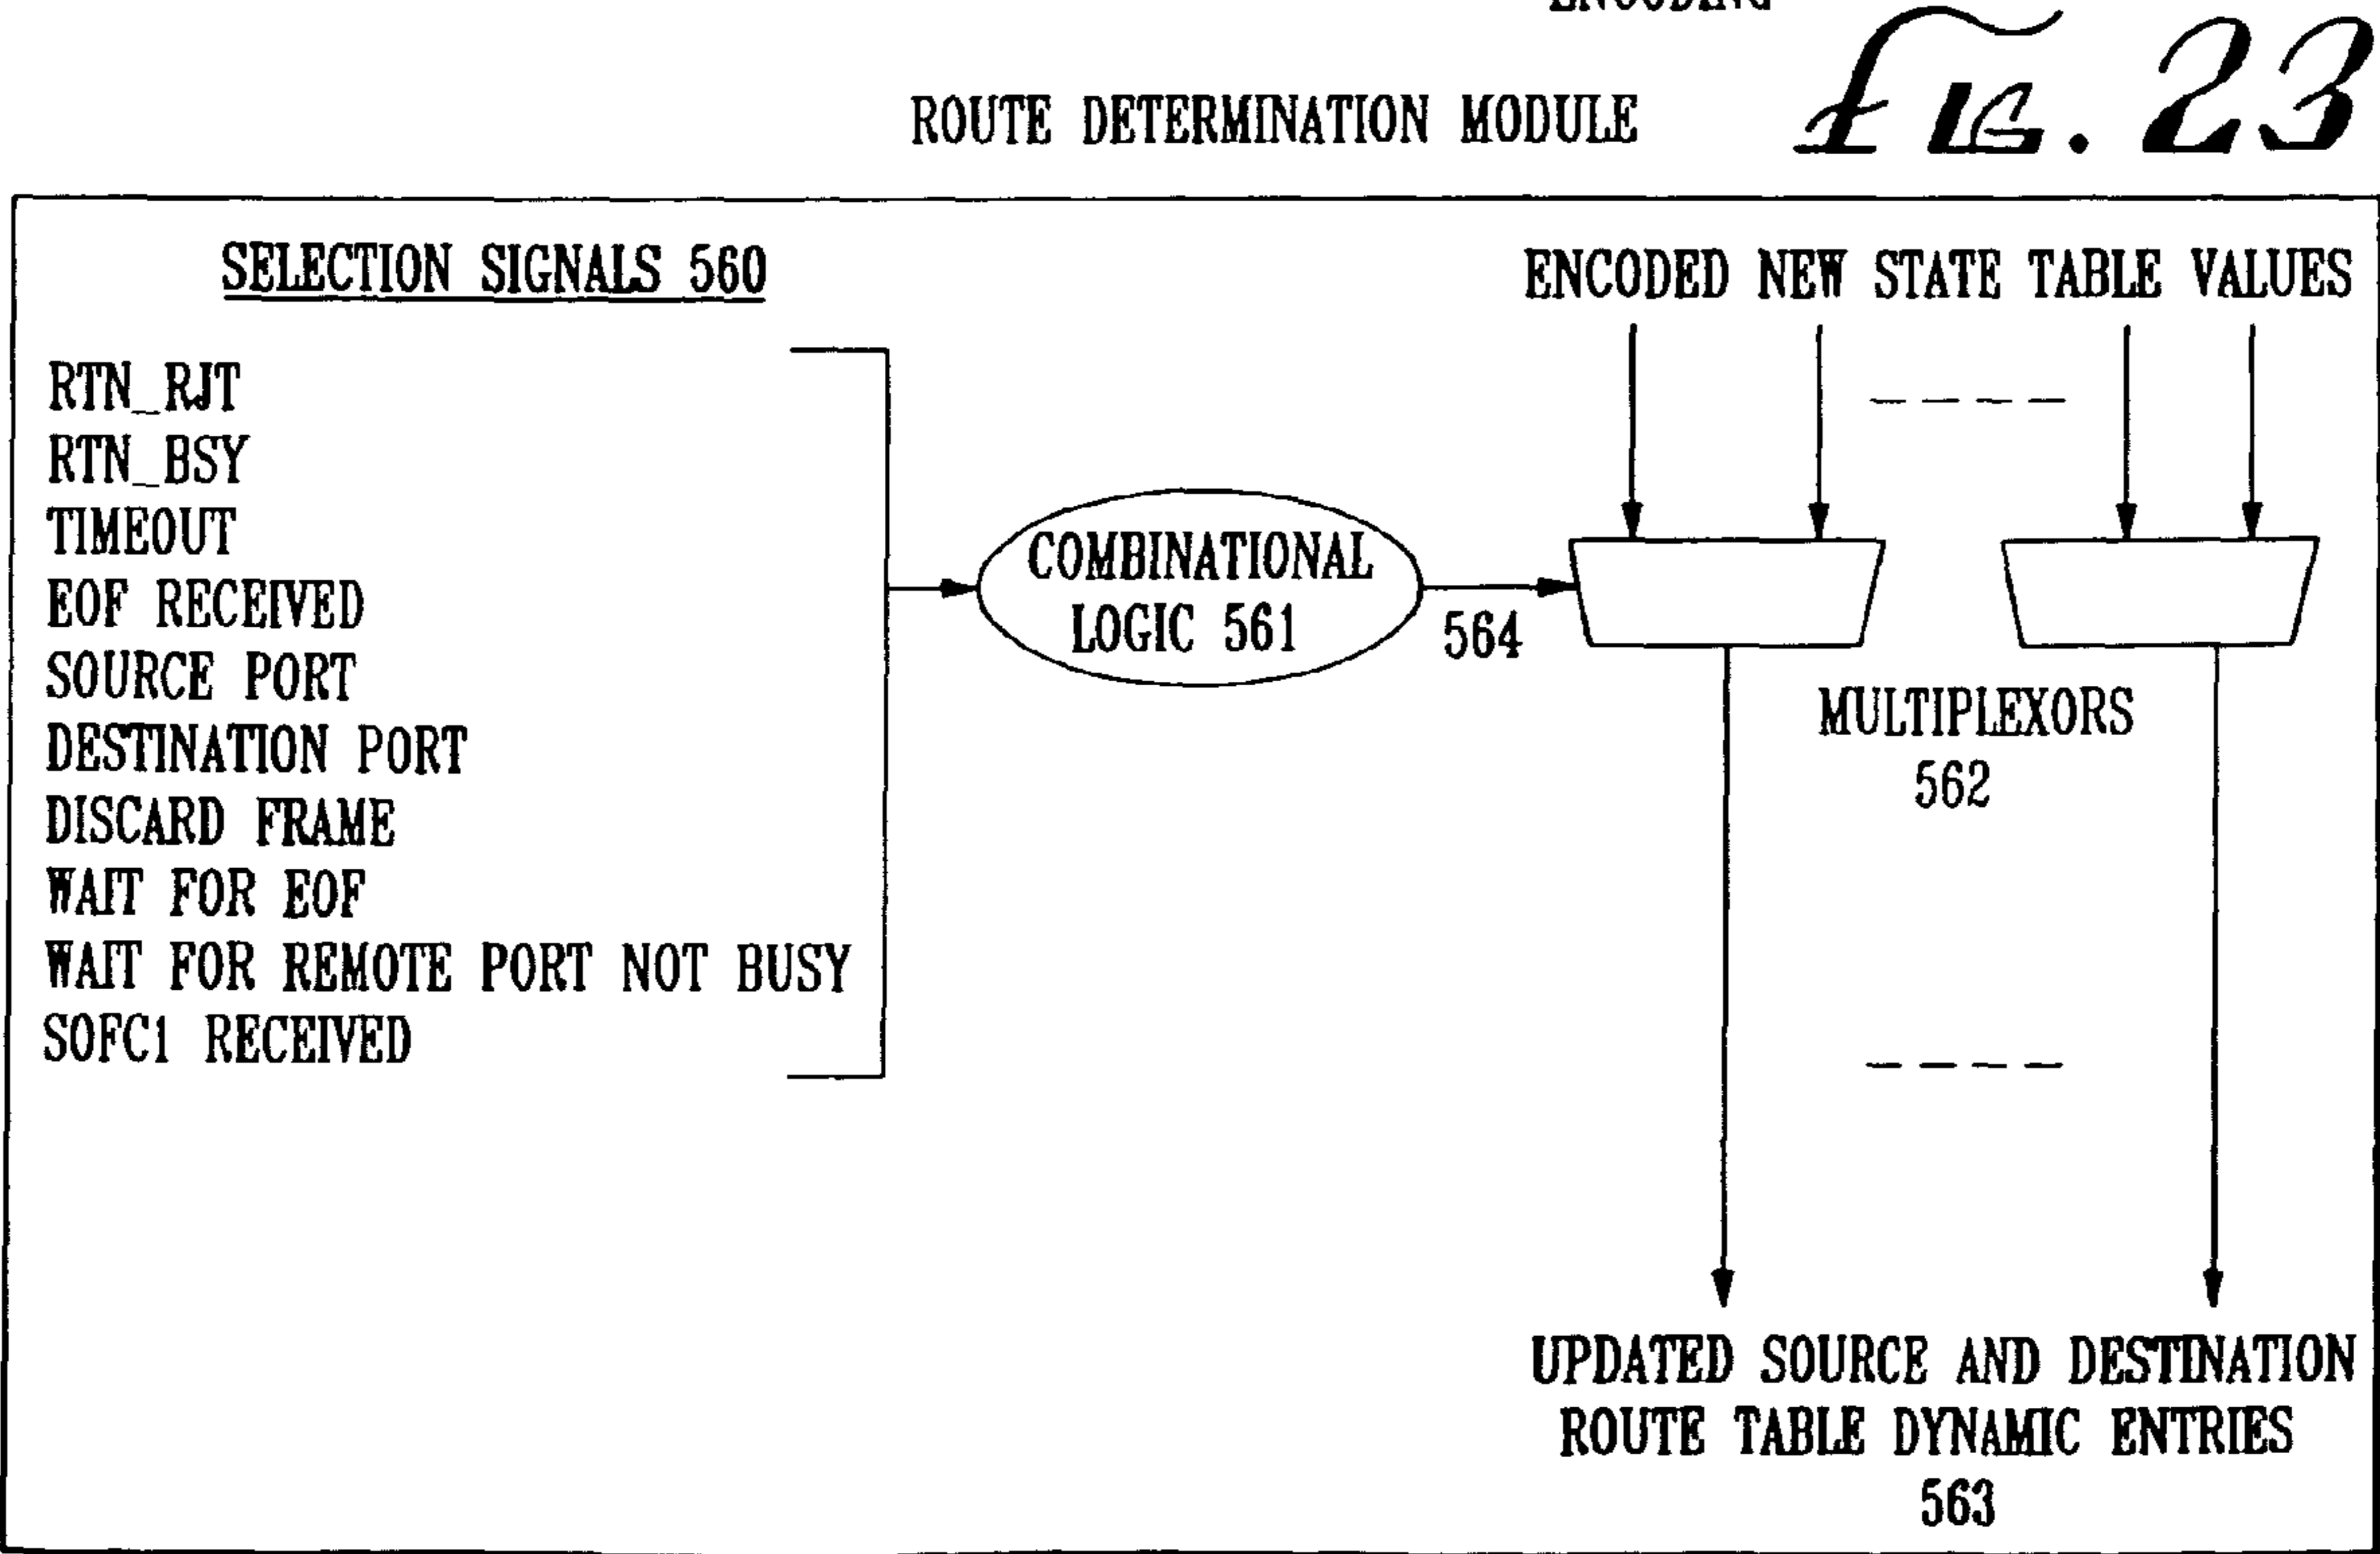 ROUTE DETERMINATION MODULE
FIG. 23
SELECTION SIGNALS 560
RTN_RJT
RTN_BSY
TIMEOUT
EOF RECEIVED
SOURCE PORT
DESTINATION PORT
DISCARD FRAME
WAIT FOR EOF
WAIT FOR REMOTE PORT NOT BUSY
SOFC1 RECEIVED
COMBINATIONAL
LOGIC 561
564
ENCODED NEW STATE TABLE VALUES
MULTIPLEXORS
562
UPDATED SOURCE AND DESTINATION
ROUTE TABLE DYNAMIC ENTRIES
563